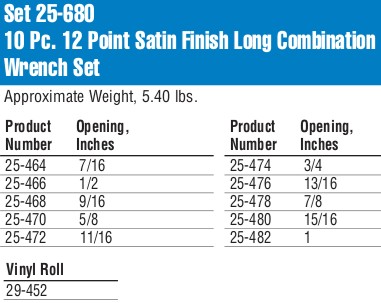 Set 25-680
10 Pc. 12 Point Satin Finish Long Combination
Wrench Set
Approximate Weight, 5.40 lbs.
Product Opening,
Number Inches
25-464 7/16
25-466 1/2
25-468 9/16
25-470 5/8
25-472 11/16
Product Opening,
Number Inches
25-474 3/4
25-476 13/16
25-478 7/8
25-480 15/16
25-482 1
Vinyl Roll
29-452